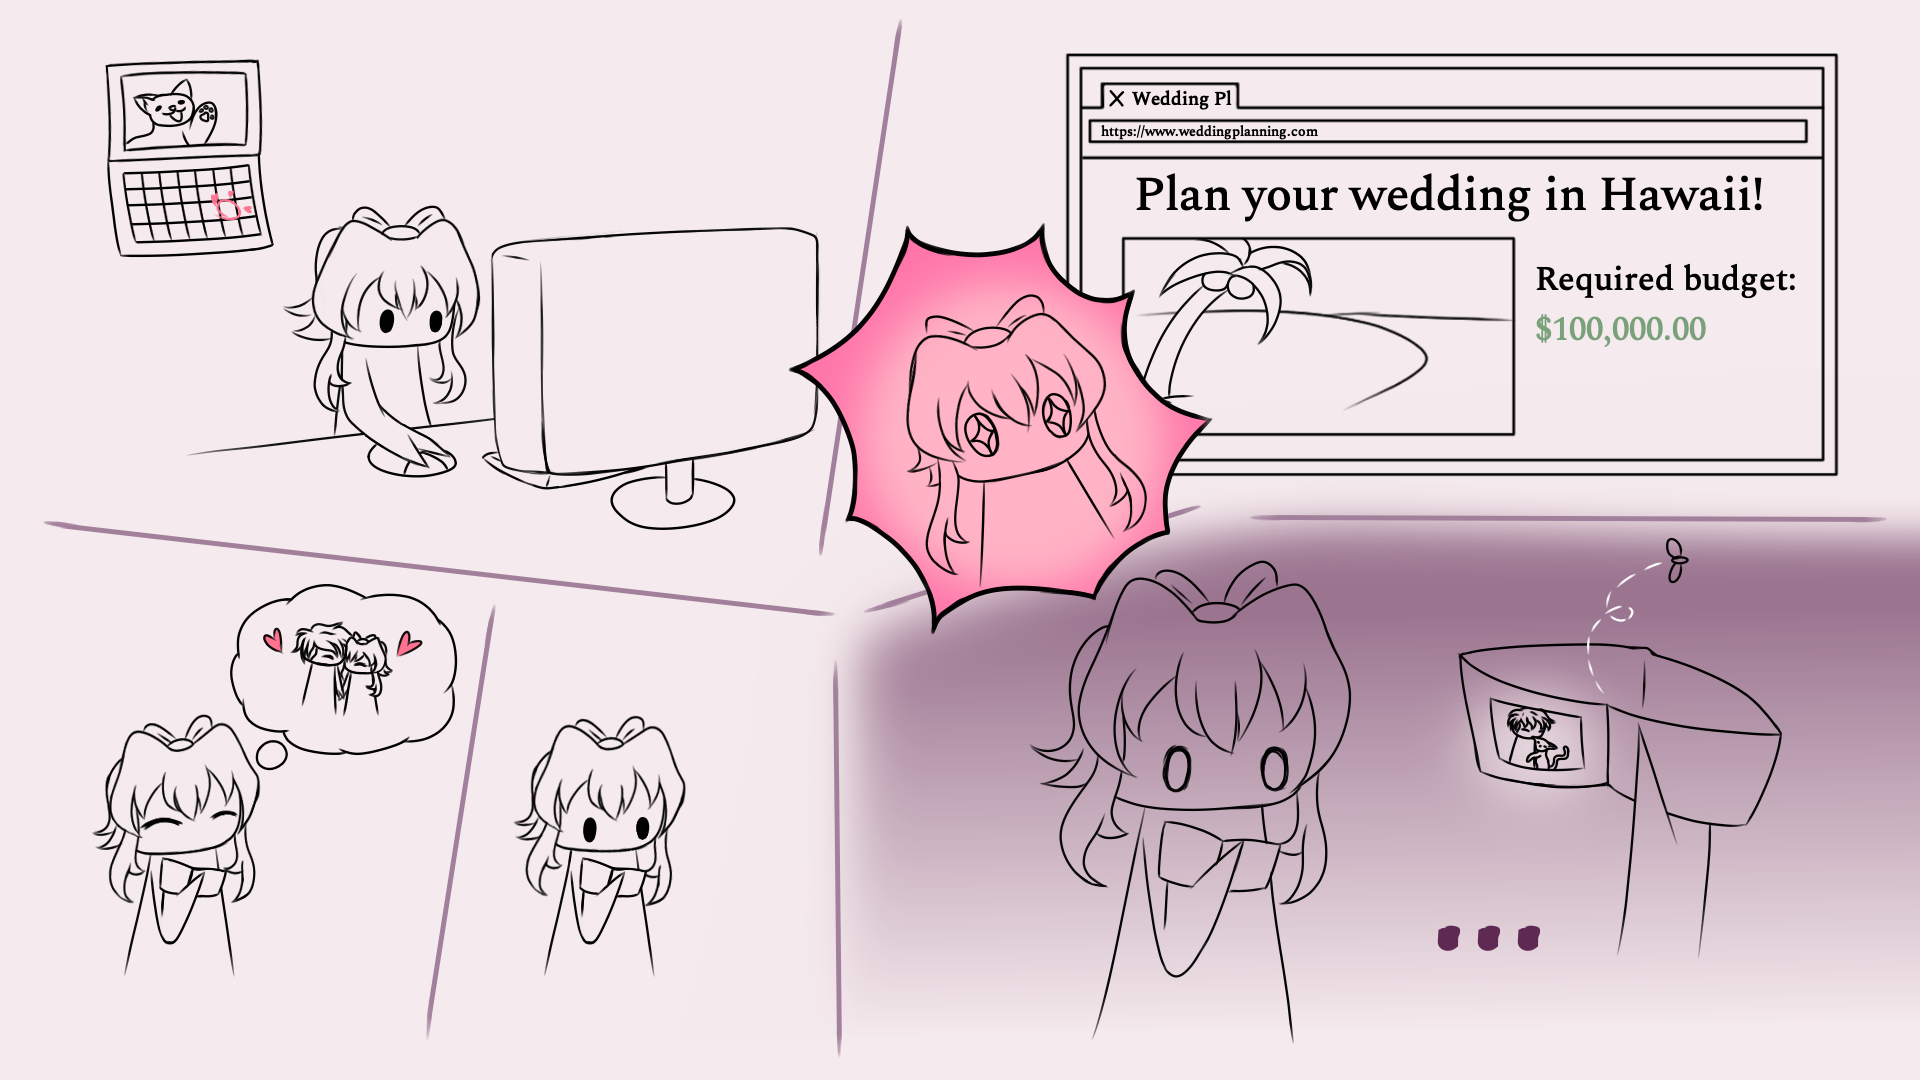 Wedding Pl
https://www.weddingplanning.com
Plan your wedding in Hawaii!
Required budget:
$100,000.00